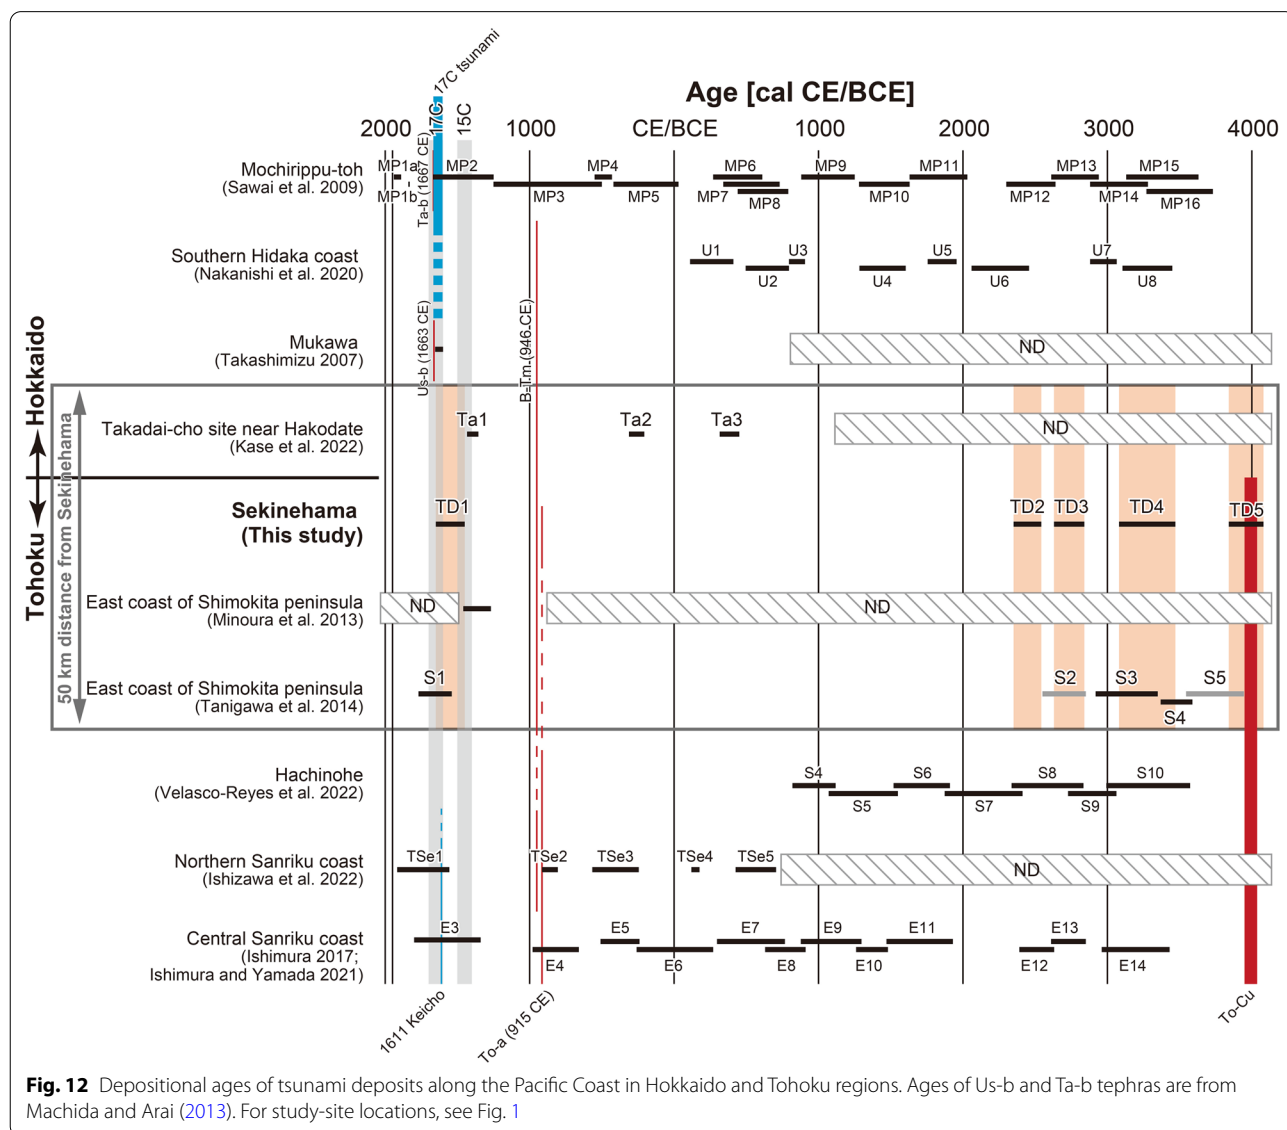 17C tsunami
Age [cal CE/BCE]
2000
17C
15C
1000
CE/BCE
1000
2000
3000
4000
Mochirippu-toh
(Sawai et al. 2009)
MP1a
MP1b
Ta-b (1667 CE)
MP2
MP3
MP4
MP5
MP6
MP7
MP8
MP9
MP10
MP11
MP12
MP13
MP14
MP15
MP16
Southern Hidaka coast
(Nakanishi et al. 2020)
U1
U2
U3
U4
U5
U6
U7
U8
Mukawa
(Takashimizu 2007)
Us-b (1663 CE)
B-Tm (946 CE)
ND
Hokkaido
Tohoku
50 km distance from Sekinehama
Takadai-cho site near Hakodate
(Kase et al. 2022)
Ta1
Ta2
Ta3
ND
Sekinehama
(This study)
TD1
TD2
TD3
TD4
TD5
East coast of Shimokita peninsula
(Minoura et al. 2013)
ND
ND
East coast of Shimokita peninsula
(Tanigawa et al. 2014)
S1
S2
S3
S4
S5
Hachinohe
(Velasco-Reyes et al. 2022)
S4
S5
S6
S7
S8
S9
S10
Northern Sanriku coast
(Ishizawa et al. 2022)
TSe1
TSe2
TSe3
TSe4
TSe5
ND
Central Sanriku coast
(Ishimura 2017;
Ishimura and Yamada 2021)
E3
E4
E5
E6
E7
E8
E9
E10
E11
E12
E13
E14
1611 Keicho
To-a (915 CE)
To-Cu
Fig. 12 Depositional ages of tsunami deposits along the Pacific Coast in Hokkaido and Tohoku regions. Ages of Us-b and Ta-b tephras are from
Machida and Arai (2013). For study-site locations, see Fig. 1